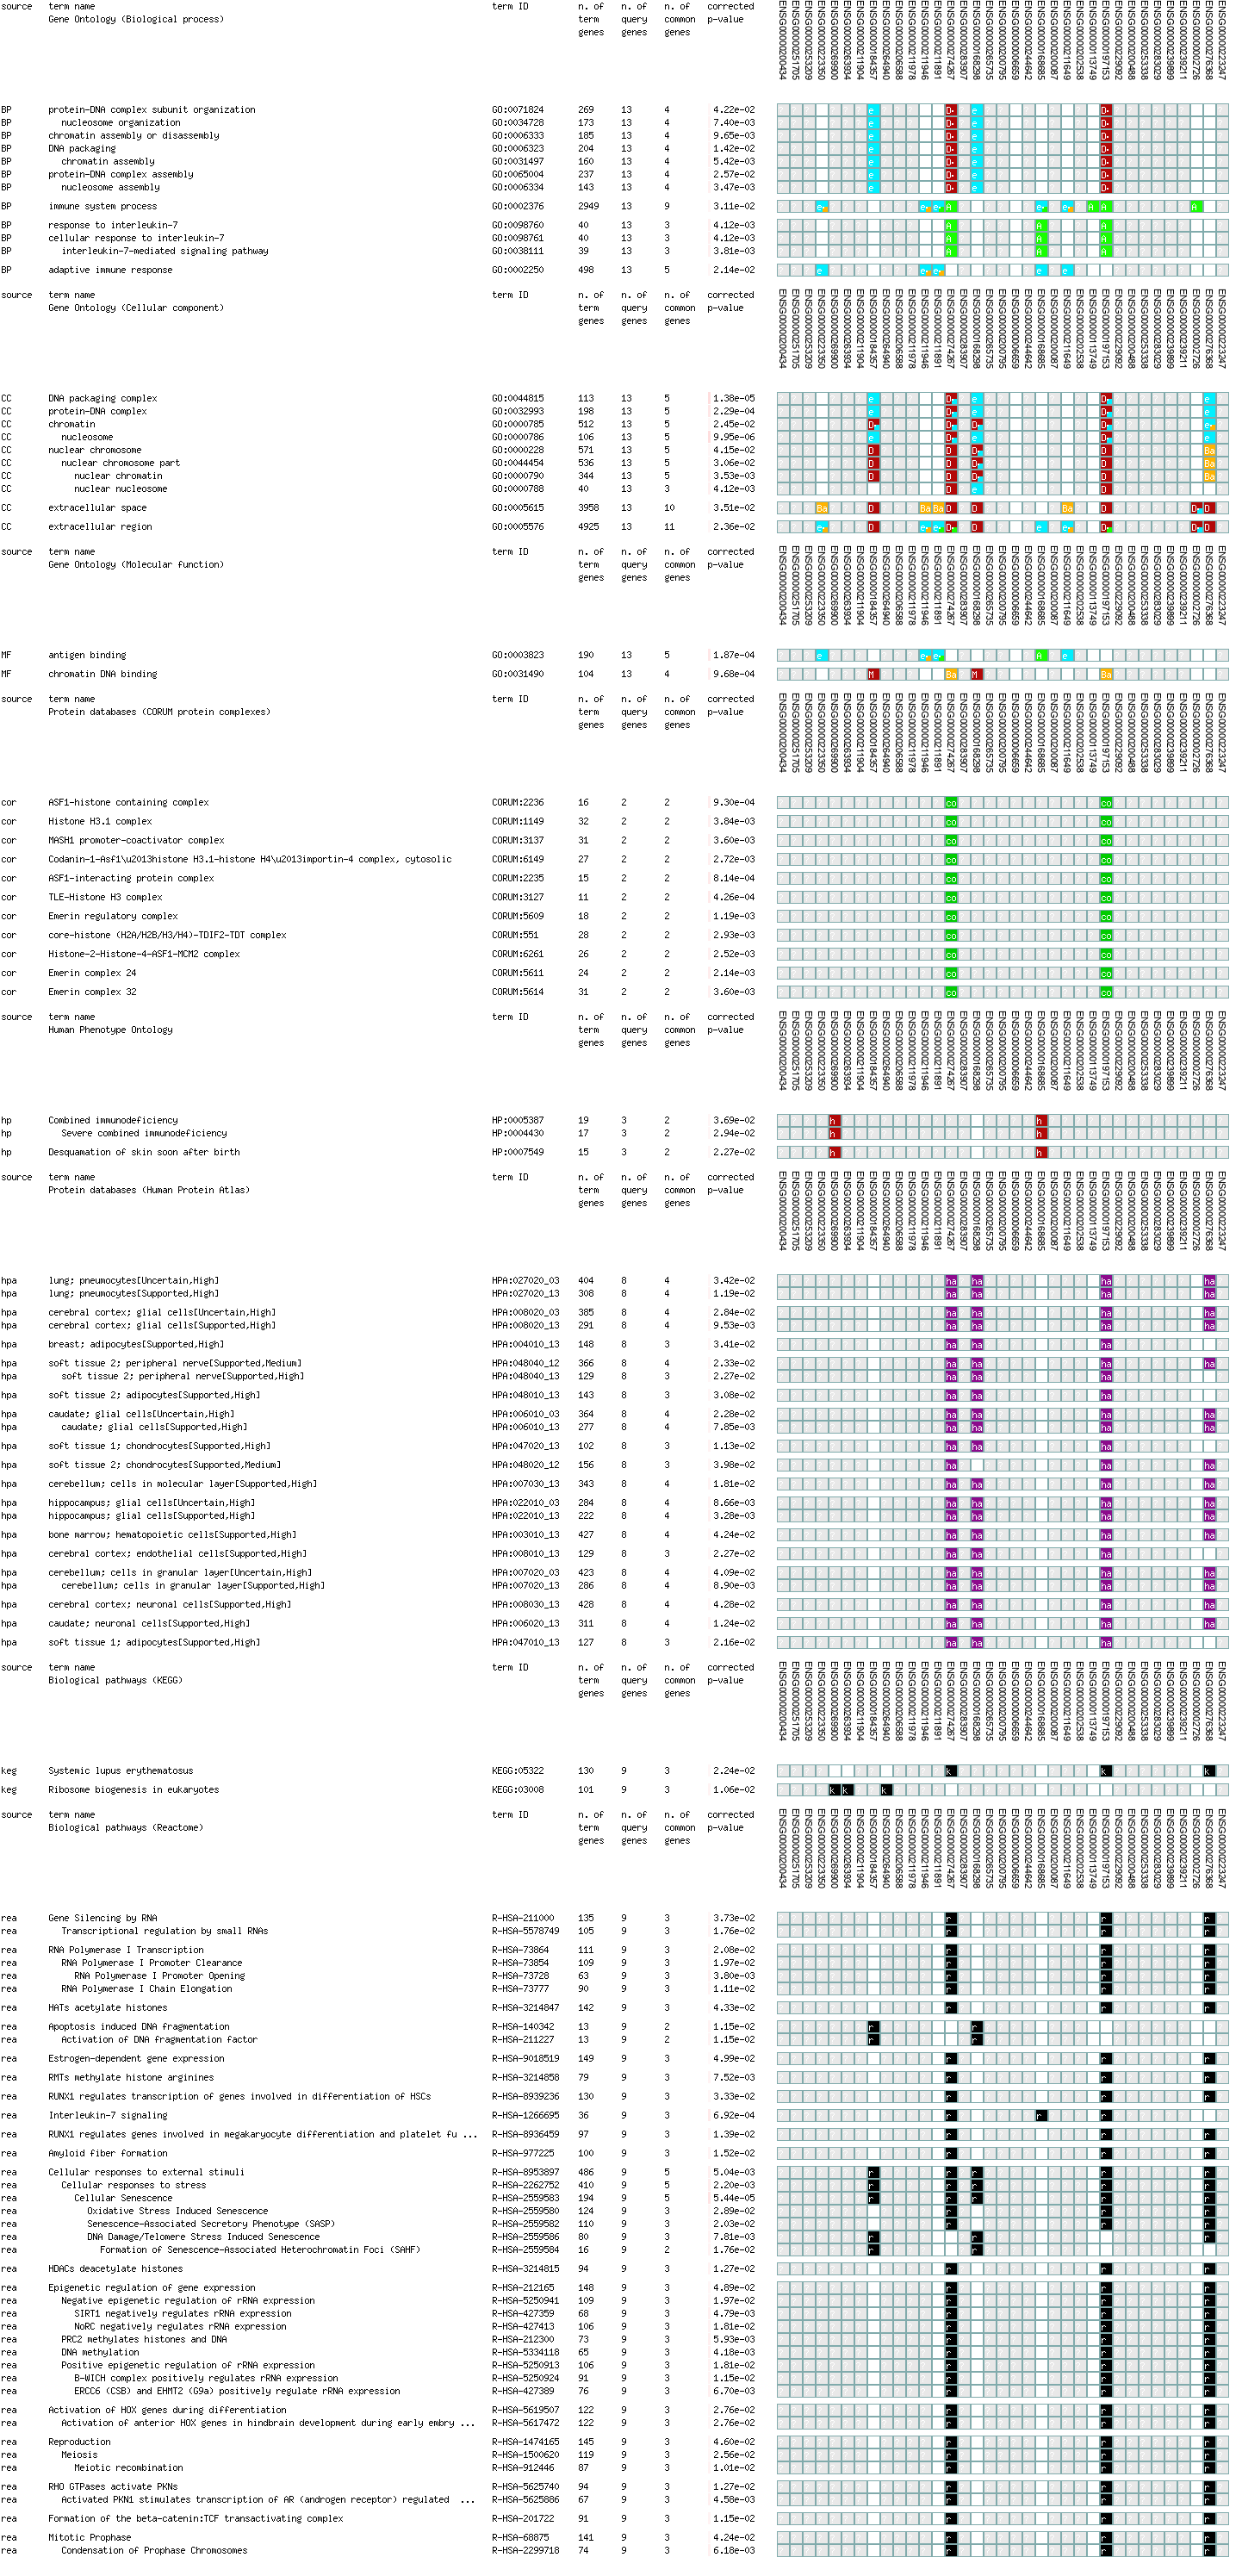 source term name term ID n. of term genes n. of query genes n. of common genes corrected p-value
Gene Ontology (Biological process)
ENSG00000200434
ENSG00000251705
ENSG00000253209
ENSG00000223350
ENSG00000269900
ENSG00000263934
ENSG00000211904
ENSG00000184357
ENSG00000264940
ENSG00000206588
ENSG00000211978
ENSG00000211946
ENSG00000211891
ENSG00000274267
ENSG00000283907
ENSG00000168298
ENSG00000265735
ENSG00000200795
ENSG00000006659
ENSG00000244642
ENSG00000168685
ENSG00000200087
ENSG00000211649
ENSG00000202538
ENSG00000113749
ENSG00000197153
ENSG00000229092
ENSG00000200488
ENSG00000253338
ENSG00000283029
ENSG00000239899
ENSG00000239211
ENSG00000002726
ENSG00000276368
ENSG00000223247
BP protein-DNA complex subunit organization GO:0071824 269 13 4 4.22e-02
BP nucleosome organization GO:0034728 173 13 4 7.40e-03
BP chromatin assembly or disassembly GO:0006333 185 13 4 9.65e-03
BP DNA packaging GO:0006323 204 13 4 1.42e-02
BP chromatin assembly GO:0031497 160 13 4 5.42e-03
BP protein-DNA complex assembly GO:0065004 237 13 4 2.57e-02
BP nucleosome assembly GO:0006334 143 13 4 3.47e-03
BP immune system process GO:0002376 2949 13 9 3.11e-02
BP response to interleukin-7 GO:0098760 40 13 3 4.12e-03
BP cellular response to interleukin-7 GO:0098761 40 13 3 4.12e-03
BP interleukin-7-mediated signaling pathway GO:0038111 39 13 3 3.81e-03
BP adaptive immune response GO:0002250 498 13 5 2.14e-02
source term name term ID n. of term genes n. of query genes n. of common genes corrected p-value
Gene Ontology (Cellular component)
CC DNA packaging complex GO:0044815 113 13 5 1.38e-05
CC protein-DNA complex GO:0032993 198 13 5 2.29e-04
CC chromatin GO:0000785 512 13 5 2.45e-02
CC nucleosome GO:0000786 106 13 5 9.95e-06
CC nuclear chromosome GO:0000228 571 13 5 4.15e-02
CC nuclear chromosome part GO:0044454 536 13 5 3.06e-02
CC nuclear chromatin GO:0000790 344 13 5 3.53e-03
CC nuclear nucleosome GO:0000788 40 13 3 4.12e-03
CC extracellular space GO:0005615 3958 13 10 3.51e-02
CC extracellular region GO:0005576 4925 13 11 2.36e-02
source term name term ID n. of term genes n. of query genes n. of common genes corrected p-value
Gene Ontology (Molecular function)
MF antigen binding GO:0003823 190 13 5 1.87e-04
MF chromatin DNA binding GO:0031490 104 13 4 9.68e-04
source term name term ID n. of term genes n. of query genes n. of common genes corrected p-value
Protein databases (CORUM protein complexes)
cor ASF1-histone containing complex CORUM:2236 16 2 2 9.30e-04
cor Histone H3.1 complex CORUM:1149 32 2 2 3.84e-03
cor MASH1 promoter-coactivator complex CORUM:3137 31 2 2 3.60e-03
cor Codanin-1-Asf1\u2013histone H3.1-histone H4\u2013importin-4 complex, cytosolic CORUM:6149 27 2 2 2.72e-03
cor ASF1-interacting protein complex CORUM:2235 15 2 2 8.14e-04
cor TLE-Histone H3 complex CORUM:3127 11 2 2 4.26e-04
cor Emerin regulatory complex CORUM:5609 18 2 2 1.19e-03
cor core-histone (H2A/H2B/H3/H4)-TDIF2-TDT complex CORUM:551 28 2 2 2.93e-03
cor Histone-2-Histone-4-ASF1-MCM2 complex CORUM:6261 26 2 2 2.52e-03
cor Emerin complex 24 CORUM:5611 24 2 2 2.14e-03
cor Emerin complex 32 CORUM:5614 31 2 2 3.60e-03
source term name term ID n. of term genes n. of query genes n. of common genes corrected p-value
Human Phenotype Ontology
hp Combined immunodeficiency HP:0005387 19 3 2 3.69e-02
hp Severe combined immunodeficiency HP:0004430 17 3 2 2.94e-02
hp Desquamation of skin soon after birth HP:0007549 15 3 2 2.27e-02
source term name term ID n. of term genes n. of query genes n. of common genes corrected p-value
Protein databases (Human Protein Atlas)
hpa lung; pneumocytes[Uncertain,High] HPA:027020_03 404 8 4 3.42e-02
hpa lung; pneumocytes[Supported,High] HPA:027020_13 308 8 4 1.19e-02
hpa cerebral cortex; glial cells[Uncertain,High] HPA:008020_03 385 8 4 2.84e-02
hpa cerebral cortex; glial cells[Supported,High] HPA:008020_13 291 8 4 9.53e-03
hpa breast; adipocytes[Supported,High] HPA:004010_13 148 8 3 3.41e-02
hpa soft tissue 2; peripheral nerve[Supported,Medium] HPA:048040_12 366 8 4 2.33e-02
hpa soft tissue 2; peripheral nerve[Supported,High] HPA:048040_13 129 8 3 2.27e-02
hpa soft tissue 2; adipocytes[Supported,High] HPA:048010_13 143 8 3 3.08e-02
hpa caudate; glial cells[Uncertain,High] HPA:006010_03 364 8 4 2.28e-02
hpa caudate; glial cells[Supported,High] HPA:006010_13 277 8 4 7.85e-03
hpa soft tissue 1; chondrocytes[Supported,High] HPA:047020_13 102 8 3 1.13e-02
hpa soft tissue 2; chondrocytes[Supported,Medium] HPA:048020_12 156 8 3 3.98e-02
hpa cerebellum; cells in molecular layer[Supported,High] HPA:007030_13 343 8 4 1.81e-02
hpa hippocampus; glial cells[Uncertain,High] HPA:022010_03 284 8 4 8.66e-03
hpa hippocampus; glial cells[Supported,High] HPA:022010_13 222 8 4 3.28e-03
hpa bone marrow; hematopoietic cells[Supported,High] HPA:003010_13 427 8 4 4.24e-02
hpa cerebral cortex; endothelial cells[Supported,High] HPA:008010_13 129 8 3 2.27e-02
hpa cerebellum; cells in granular layer[Uncertain,High] HPA:007020_03 423 8 4 4.09e-02
hpa cerebellum; cells in granular layer[Supported,High] HPA:007020_13 286 8 4 8.90e-03
hpa cerebral cortex; neuronal cells[Supported,High] HPA:008030_13 428 8 4 4.28e-02
hpa caudate; neuronal cells[Supported,High] HPA:006020_13 311 8 4 1.24e-02
hpa soft tissue 1; adipocytes[Supported,High] HPA:047010_13 127 8 3 2.16e-02
source term name term ID n. of term genes n. of query genes n. of common genes corrected p-value
Biological pathways (KEGG)
keg Systemic lupus erythematosus KEGG:05322 130 9 3 2.24e-02
keg Ribosome biogenesis in eukaryotes KEGG:03008 101 9 3 1.06e-02
source term name term ID n. of term genes n. of query genes n. of common genes corrected p-value
Biological pathways (Reactome)
rea Gene Silencing by RNA R-HSA-211000 135 9 3 3.73e-02
rea Transcriptional regulation by small RNAs R-HSA-5578749 105 9 3 1.76e-02
rea RNA Polymerase I Transcription R-HSA-73864 111 9 3 2.08e-02
rea RNA Polymerase I Promoter Clearance R-HSA-73854 109 9 3 1.97e-02
rea RNA Polymerase I Promoter Opening R-HSA-73728 63 9 3 3.80e-03
rea RNA Polymerase I Chain Elongation R-HSA-73777 90 9 3 1.11e-02
rea HATs acetylate histones R-HSA-3214847 142 9 3 4.33e-02
rea Apoptosis induced DNA fragmentation R-HSA-140342 13 9 2 1.15e-02
rea Activation of DNA fragmentation factor R-HSA-211227 13 9 2 1.15e-02
rea Estrogen-dependent gene expression R-HSA-9018519 149 9 3 4.99e-02
rea RMTs methylate histone arginines R-HSA-3214858 79 9 3 7.52e-03
rea RUNX1 regulates transcription of genes involved in differentiation of HSCs R-HSA-8939236 130 9 3 3.33e-02
rea Interleukin-7 signaling R-HSA-1266695 36 9 3 6.92e-04
rea RUNX1 regulates genes involved in megakaryocyte differentiation and platelet fu ... R-HSA-8936459 97 9 3 1.39e-02
rea Amyloid fiber formation R-HSA-977225 100 9 3 1.52e-02
rea Cellular responses to external stimuli R-HSA-8953897 486 9 5 5.04e-03
rea Cellular responses to stress R-HSA-2262752 410 9 5 2.20e-03
rea Cellular Senescence R-HSA-2559583 194 9 5 5.44e-05
rea Oxidative Stress Induced Senescence R-HSA-2559580 124 9 3 2.89e-02
rea Senescence-Associated Secretory Phenotype (SASP) R-HSA-2559582 110 9 3 2.03e-02
rea DNA Damage/Telomere Stress Induced Senescence R-HSA-2559586 80 9 3 7.81e-03
rea Formation of Senescence-Associated Heterochromatin Foci (SAHF) R-HSA-2559584 16 9 2 1.76e-02
rea HDACs deacetylate histones R-HSA-3214815 94 9 3 1.27e-02
rea Epigenetic regulation of gene expression R-HSA-212165 148 9 3 4.89e-02
rea Negative epigenetic regulation of rRNA expression R-HSA-5250941 109 9 3 1.97e-02
rea SIRT1 negatively regulates rRNA expression R-HSA-427359 68 9 3 4.79e-03
rea NoRC negatively regulates rRNA expression R-HSA-427413 106 9 3 1.81e-02
rea PRC2 methylates histones and DNA R-HSA-212300 73 9 3 5.93e-03
rea DNA methylation R-HSA-5334118 65 9 3 4.18e-03
rea Positive epigenetic regulation of rRNA expression R-HSA-5250913 106 9 3 1.81e-02
rea B-WICH complex positively regulates rRNA expression R-HSA-5250924 91 9 3 1.15e-02
rea ERCC6 (CSB) and EHMT2 (G9a) positively regulate rRNA expression R-HSA-427389 76 9 3 6.70e-03
rea Activation of HOX genes during differentiation R-HSA-5619507 122 9 3 2.76e-02
rea Activation of anterior HOX genes in hindbrain development during early embry ... R-HSA-5617472 122 9 3 2.76e-02
rea Reproduction R-HSA-1474165 145 9 3 4.60e-02
rea Meiosis R-HSA-1500620 119 9 3 2.56e-02
rea Meiotic recombination R-HSA-912446 87 9 3 1.01e-02
rea RHO GTPases activate PKNs R-HSA-5625740 94 9 3 1.27e-02
rea Activated PKN1 stimulates transcription of AR (androgen receptor) regulated ... R-HSA-5625886 67 9 3 4.58e-03
rea Formation of the beta-catenin:TCF transactivating complex R-HSA-201722 91 9 3 1.15e-02
rea Mitotic Prophase R-HSA-68875 141 9 3 4.24e-02
rea Condensation of Prophase Chromosomes R-HSA-2299718 74 9 3 6.18e-03